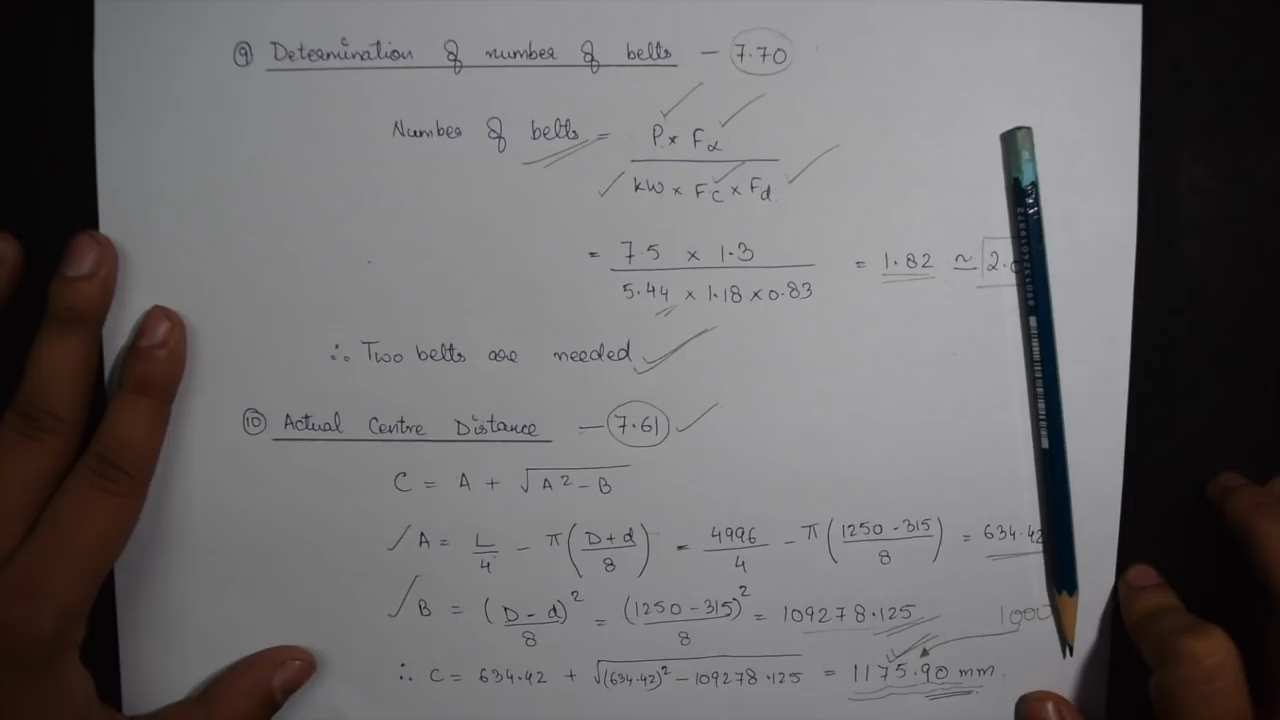 ⑨ Determination of number of belts — 7.70
Number of belts = P × Fα / kW × Fc × Fd
= 7.5 × 1.3 / 5.44 × 1.18 × 0.83 = 1.82 ≃ 2.
∴ Two belts are needed
⑩ Actual Centre Distance — 7.61
C = A + √A² - B
A = L/4 - π(D+d/8) = 4996/4 - π(1250-315/8) = 634.42
B = (D-d)²/8 = (1250-315)²/8 = 109278.125
1000
∴ C = 634.42 + √(634.42)² - 109278.125 = 1175.90 mm.